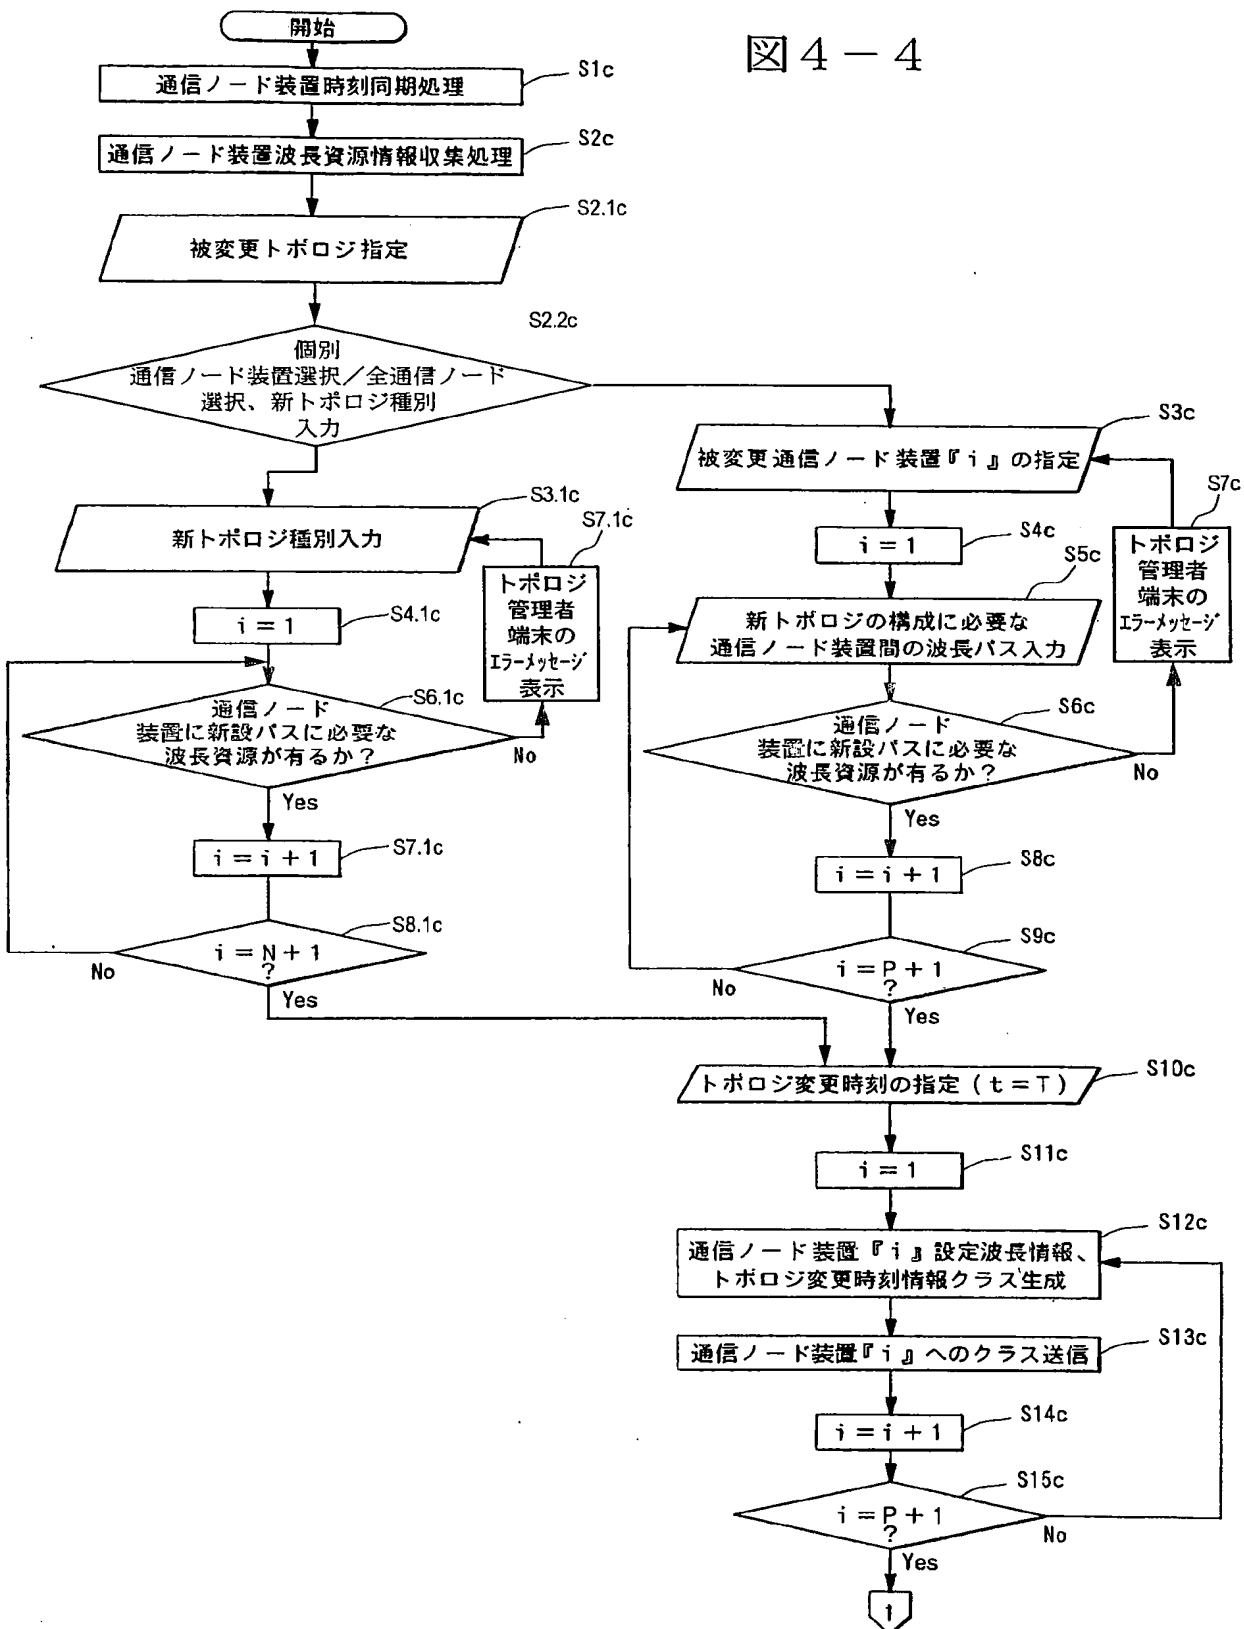 図４－４
開始
通信ノード装置時刻同期処理
S1c
通信ノード装置波長資源情報収集処理
S2c
被変更トポロジ指定
S2.1c
S2.2c
個別
通信ノード装置選択／全通信ノード
選択、新トポロジ種別
入力
新トポロジ種別入力
S3.1c
S7.1c
トポロジ
管理者
端末の
エラーメッセージ
表示
i＝1
S4.1c
通信ノード
装置に新設パスに必要な
波長資源が有るか？
S6.1c
No
Yes
i＝i＋1
S7.1c
i＝N＋1
？
S8.1c
No
Yes
被変更通信ノード装置『i』の指定
S3c
S7c
トポロジ
管理者
端末の
エラーメッセージ
表示
i＝1
S4c
S5c
新トポロジの構成に必要な
通信ノード装置間の波長パス入力
通信ノード
装置に新設パスに必要な
波長資源が有るか？
S6c
No
Yes
i＝i＋1
S8c
i＝P＋1
？
S9c
No
Yes
トポロジ変更時刻の指定（t＝T）
S10c
i＝1
S11c
通信ノード装置『i』設定波長情報、
トポロジ変更時刻情報クラス生成
S12c
通信ノード装置『i』へのクラス送信
S13c
i＝i＋1
S14c
i＝P＋1
？
S15c
No
Yes
1